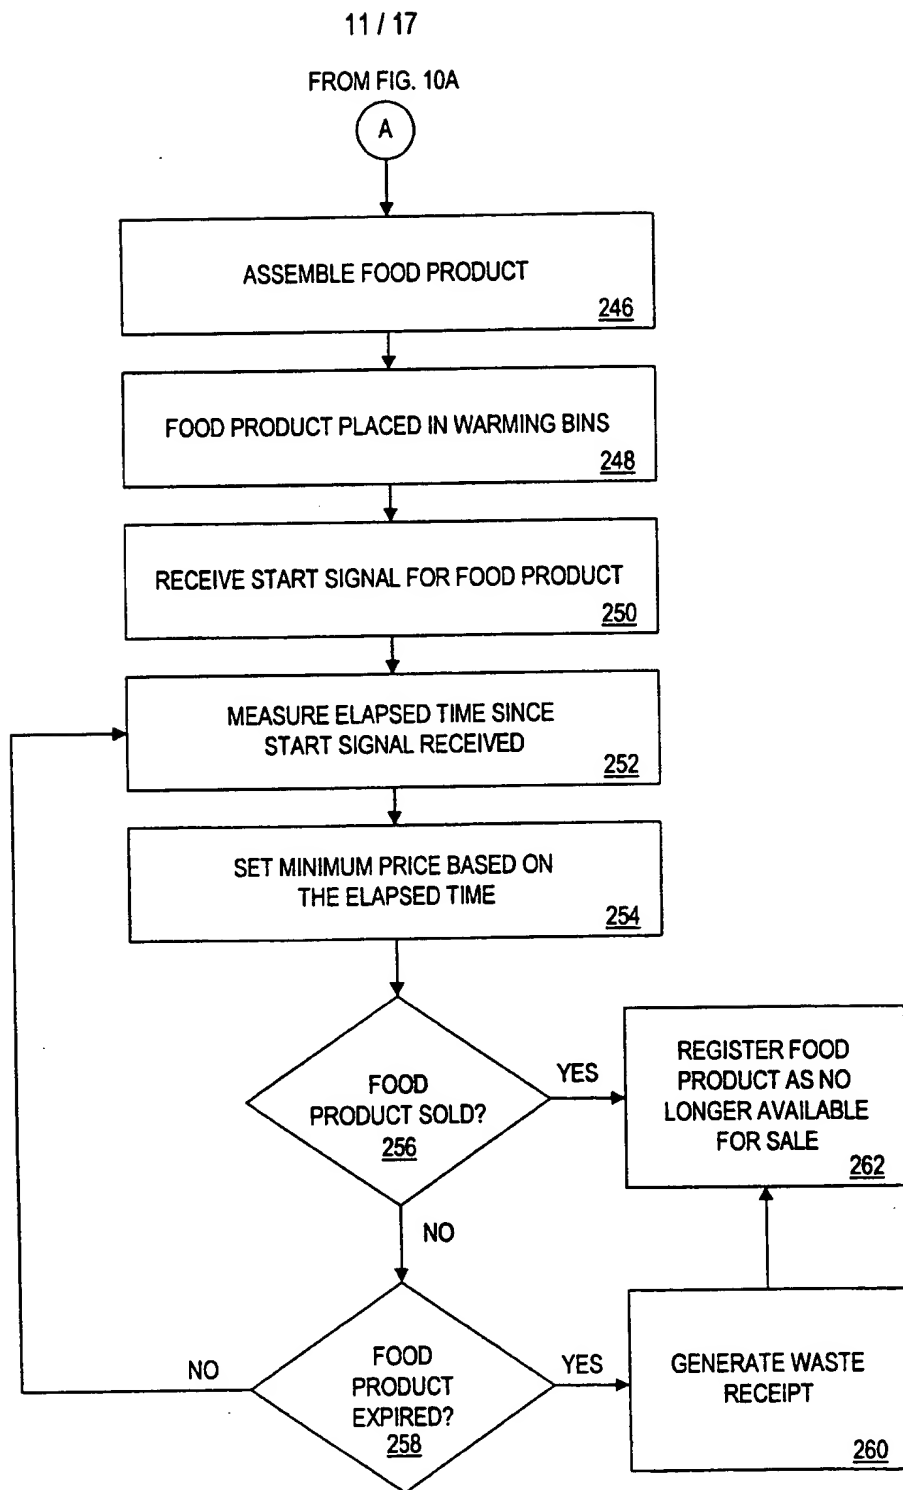 11 / 17
FROM FIG. 10A
A
ASSEMBLE FOOD PRODUCT
246
FOOD PRODUCT PLACED IN WARMING BINS
248
RECEIVE START SIGNAL FOR FOOD PRODUCT
250
MEASURE ELAPSED TIME SINCE
START SIGNAL RECEIVED
252
SET MINIMUM PRICE BASED ON
THE ELAPSED TIME
254
FOOD
PRODUCT SOLD?
256
YES
REGISTER FOOD
PRODUCT AS NO
LONGER AVAILABLE
FOR SALE
262
NO
FOOD
PRODUCT
EXPIRED?
258
NO
YES
GENERATE WASTE
RECEIPT
260